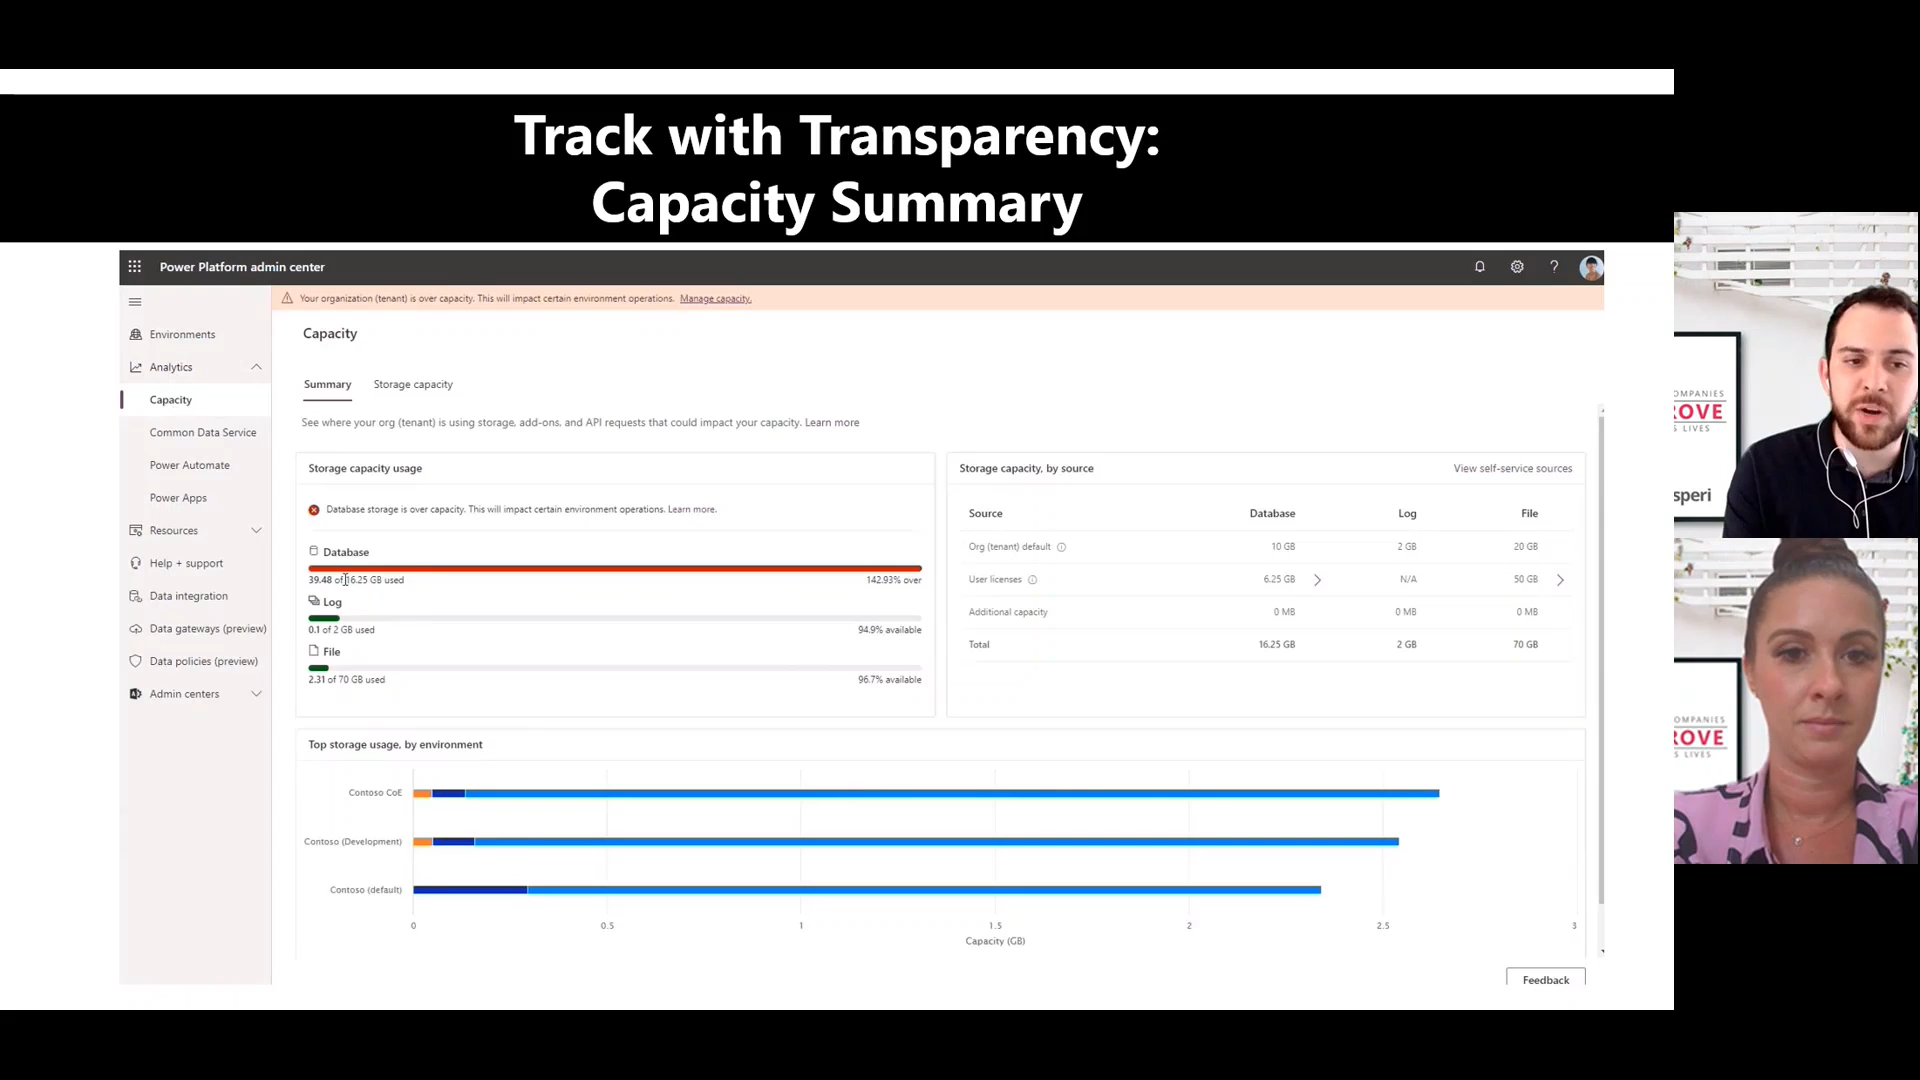 Track with Transparency:
Capacity Summary
Power Platform admin center
?
Your organization (tenant) is over capacity. This will impact certain environment operations. Manage capacity.
Environments
Analytics
Capacity
Common Data Service
Power Automate
Power Apps
Resources
Help + support
Data integration
Data gateways (preview)
Data policies (preview)
Admin centers
Capacity
Summary Storage capacity
See where your org (tenant) is using storage, add-ons, and API requests that could impact your capacity. Learn more
Storage capacity usage
Database storage is over capacity. This will impact certain environment operations. Learn more.
Database
39.48 of 16.25 GB used 142.93% over
Log
0.1 of 2 GB used 94.9% available
File
2.31 of 70 GB used 96.7% available
Storage capacity, by source View self-service sources
Source Database Log File
Org (tenant) default 10 GB 2 GB 20 GB
User licenses 6.25 GB N/A 50 GB
Additional capacity 0 MB 0 MB 0 MB
Total 16.25 GB 2 GB 70 GB
Top storage usage, by environment
Contoso CoE
Contoso (Development)
Contoso (default)
0 0.5 1 1.5 2 2.5 3
Capacity (GB)
Feedback
OMPANIES
ROVE
S LIVES
speri
OMPANIES
ROVE
S LIVES